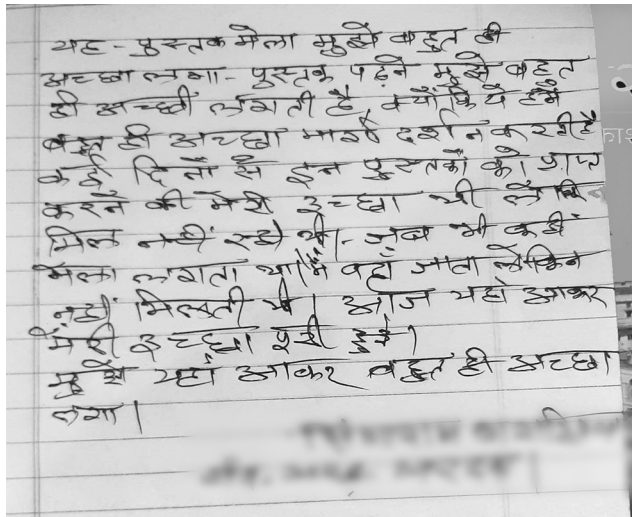 यह - पुस्तक मेला मुझे बहुत ही
अच्छा लगा - पुस्तक पढ़ने मुझे बहुत
ही अच्छी लगती है, क्योंकि ये हमें
बहुत ही अच्छा मार्ग दर्शन करती है
कई दिनों से इन पुस्तकों को प्राप्त
करने की मेरी इच्छा थी लेकिन
मिल नहीं रही थी - जब भी कहीं
मेला लगता था मैं वहाँ जाता लेकिन
नहीं मिलती थी। आज यहाँ आकर
मेरी इच्छा पूरी हुई।
मुझे यहां आकर बहुत ही अच्छा
लगा।